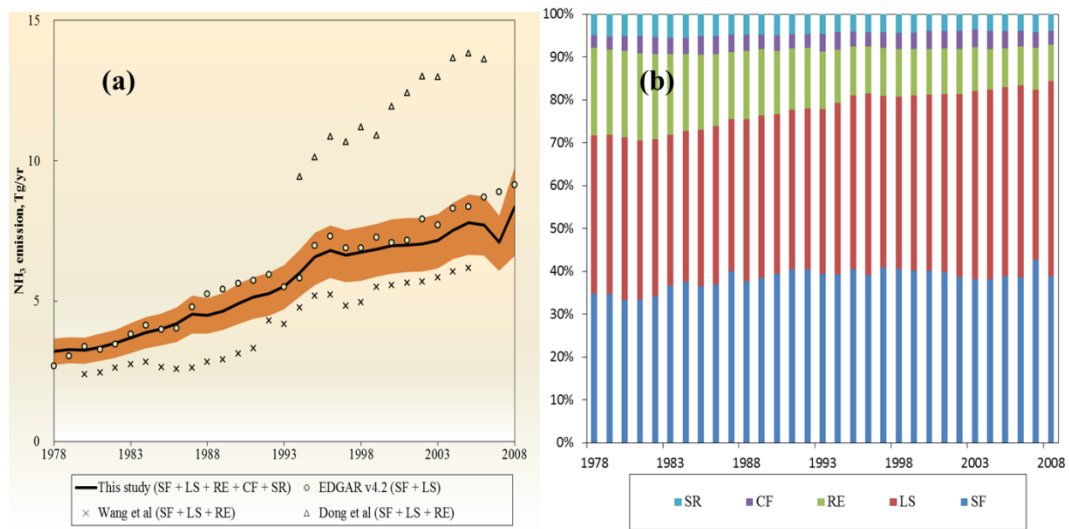 15
(a)
10
NH₃ emission, Tg/yr
5
0
1978 1983 1988 1993 1998 2003 2008
This study (SF + LS + RE + CF + SR)
EDGAR v4.2 (SF + LS)
Wang et al (SF + LS + RE)
Dong et al (SF + LS + RE)
100%
(b)
90%
80%
70%
60%
50%
40%
30%
20%
10%
0%
1978 1983 1988 1993 1998 2003 2008
SR CF RE LS SF